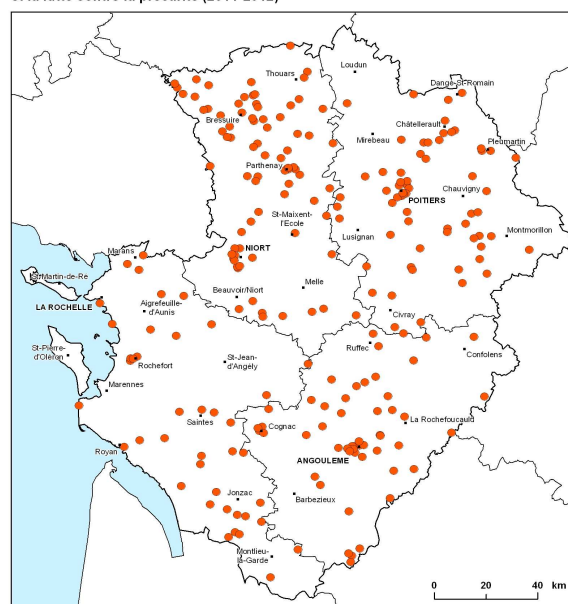 Loudun
Thouars
Dangé-St-Romain
Bressuire
Châtellerault
Mirebeau
Pleumartin
Parthenay
Chauvigny
POITIERS
St-Maixent-
l'Ecole
Lusignan
Montmorillon
NIORT
Marans
St-Martin-de-Ré
Melle
Beauvoir/Niort
LA ROCHELLE
Aigrefeuille-
d'Aunis
Civray
Ruffec
St-Pierre-
d'Oléron
Rochefort
St-Jean-
d'Angély
Confolens
Marennes
Saintes
Cognac
La Rochefoucauld
Royan
ANGOULEME
Jonzac
Barbezieux
Montlieu-
la-Garde
km
0 20 40